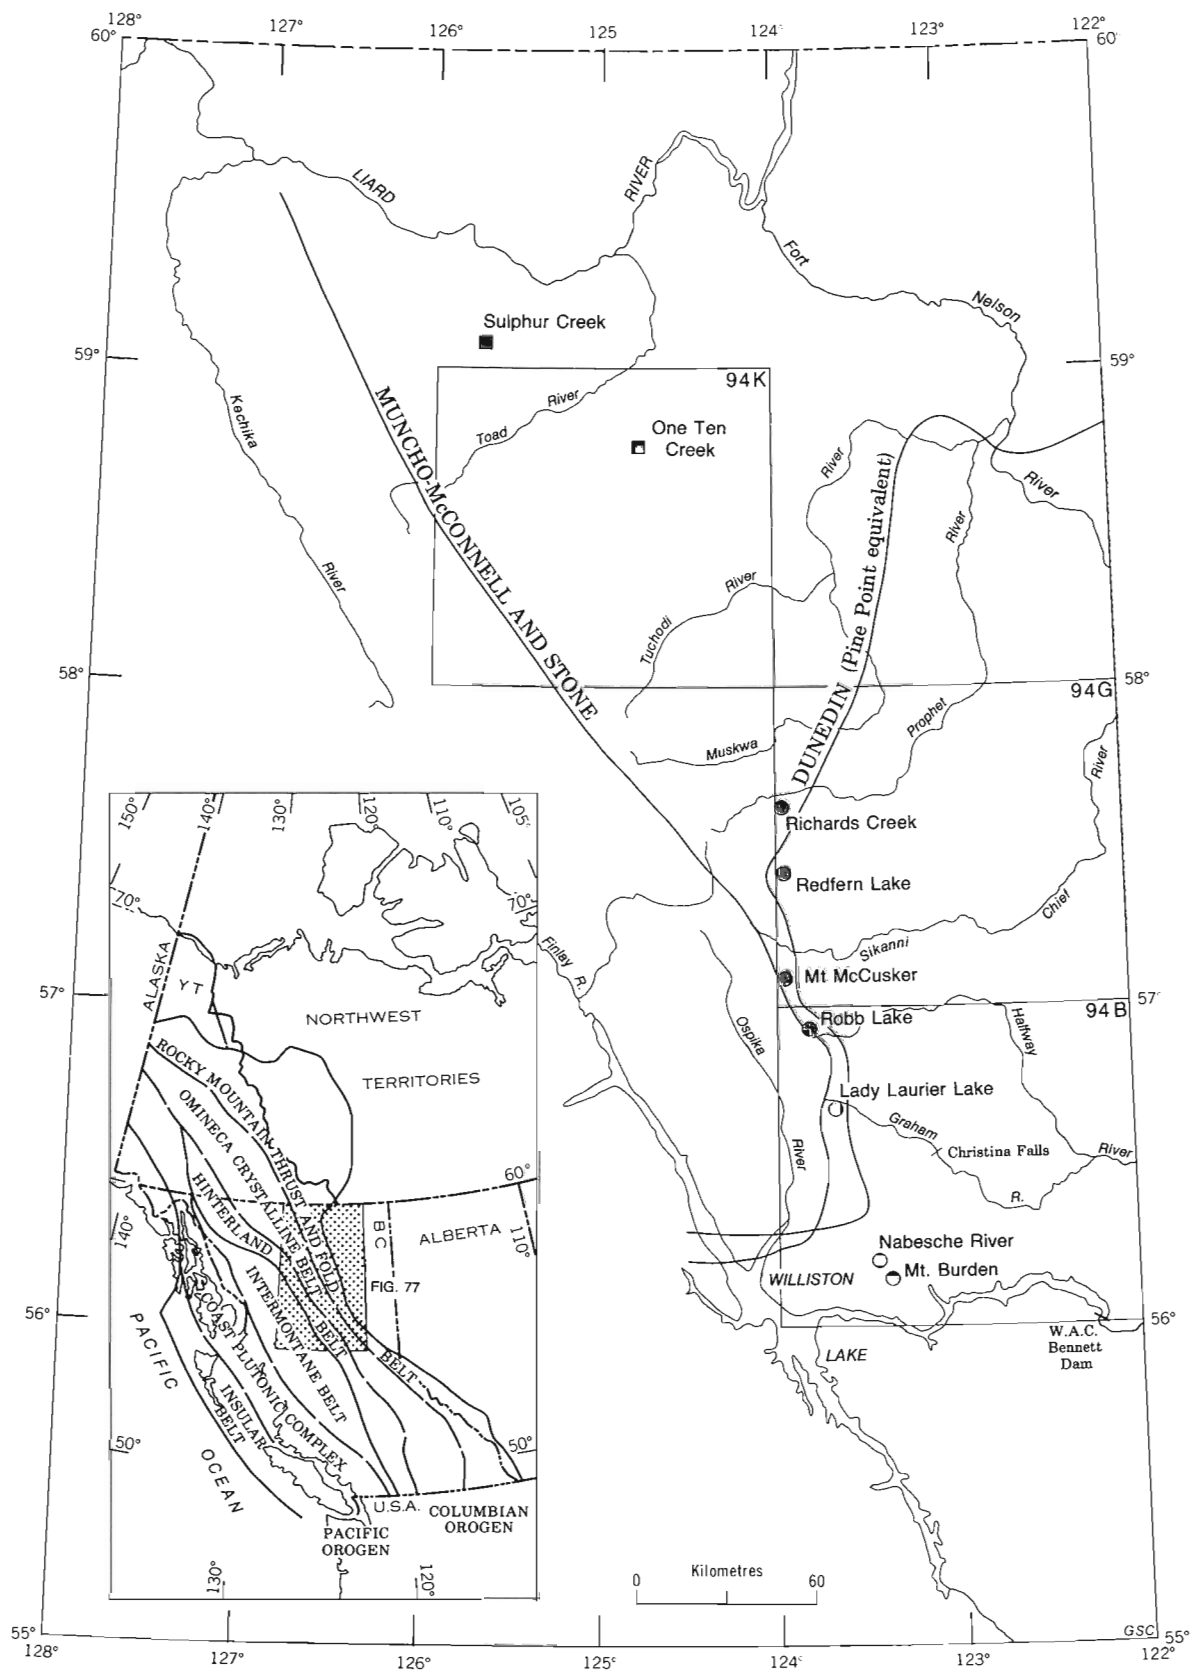 128°
127°
126°
125
124°
123°
122°
60°
60°
LIARD
RIVER
Fort
Nelson
Sulphur Creek
59°
59°
94K
Kechika
River
Toad
River
One Ten
Creek
MUNCHO-McCONNELL AND STONE
River
River
River
DUNEDIN (Pine Point equivalent)
Tuchodi
River
58°
58°
94G
Prophet
Muskwa
River
Richards Creek
Redfern Lake
Chief
Sikanni
Finlay
R.
Mt McCusker
57°
57°
94B
Robb Lake
Ospika
River
Halfway
Lady Laurier Lake
Graham
Christina Falls
River
R.
Nabesche River
Mt. Burden
WILLISTON
LAKE
56°
56°
W.A.C.
Bennett
Dam
150°
140°
130°
120°
110°
105°
70°
70°
ALASKA
YT
NORTHWEST
TERRITORIES
ROCKY MOUNTAIN THRUST AND FOLD
BELT
OMINECA CRYSTALLINE BELT
HINTERLAND
BELT
INTERMONTANE BELT
COAST PLUTONIC COMPLEX
INSULAR
BELT
60°
140°
BC
ALBERTA
110°
FIG. 77
PACIFIC
OCEAN
50°
50°
U.S.A.
PACIFIC
OROGEN
COLUMBIAN
OROGEN
130°
120°
Kilometres
0
60
GSC
55°
55°
128°
127°
126°
125°
124°
123°
122°